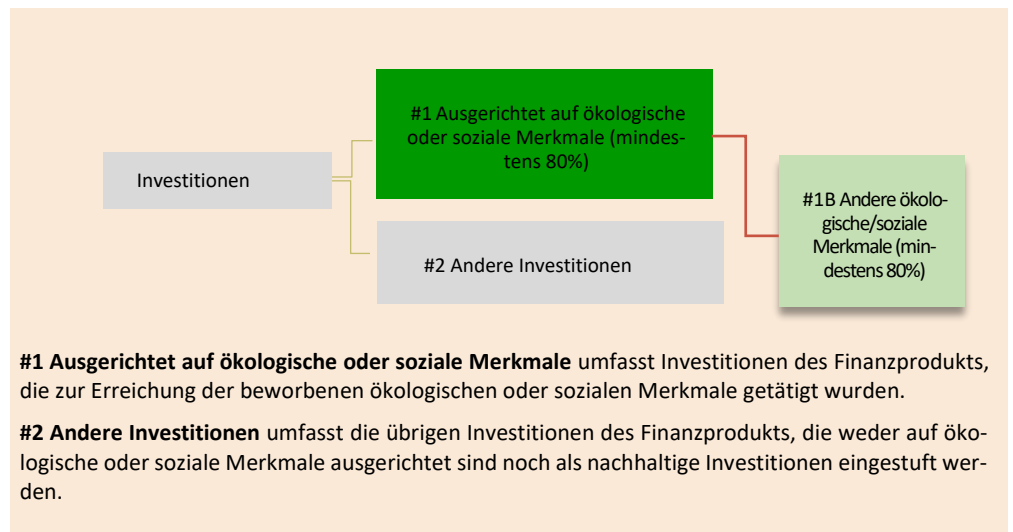 #1 Ausgerichtet auf ökologische
oder soziale Merkmale (mindes-
tens 80%)
Investitionen
#1B Andere ökolo-
gische/soziale
Merkmale (min-
destens 80%)
#2 Andere Investitionen
#1 Ausgerichtet auf ökologische oder soziale Merkmale umfasst Investitionen des Finanzprodukts,
die zur Erreichung der beworbenen ökologischen oder sozialen Merkmale getätigt wurden.
#2 Andere Investitionen umfasst die übrigen Investitionen des Finanzprodukts, die weder auf öko-
logische oder soziale Merkmale ausgerichtet sind noch als nachhaltige Investitionen eingestuft wer-
den.